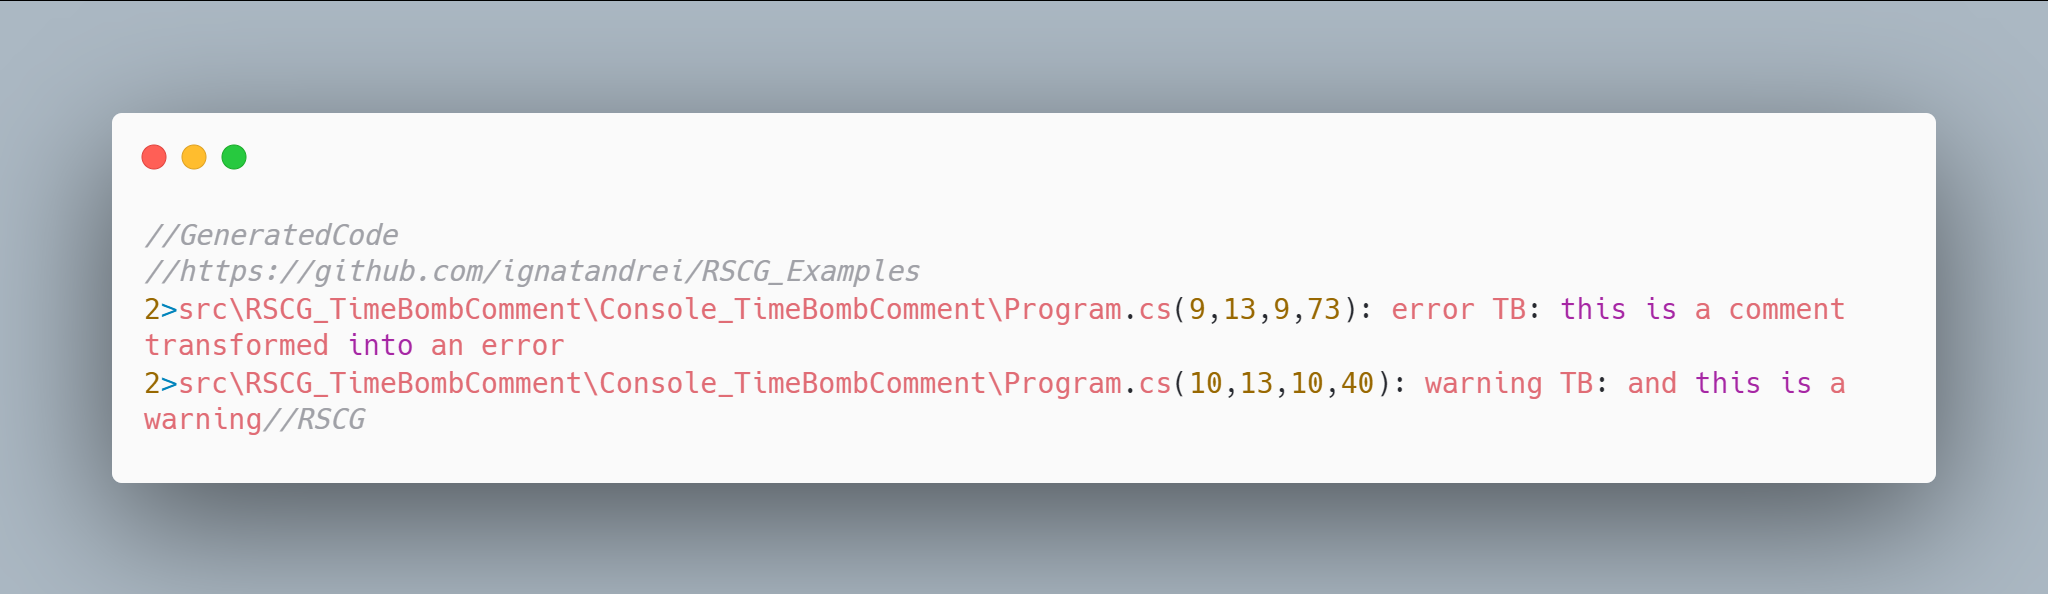 //GeneratedCode
//https://github.com/ignatandrei/RSCG_Examples
2>src\RSCG_TimeBombComment\Console_TimeBombComment\Program.cs(9,13,9,73): error TB: this is a comment
transformed into an error
2>src\RSCG_TimeBombComment\Console_TimeBombComment\Program.cs(10,13,10,40): warning TB: and this is a
warning//RSCG